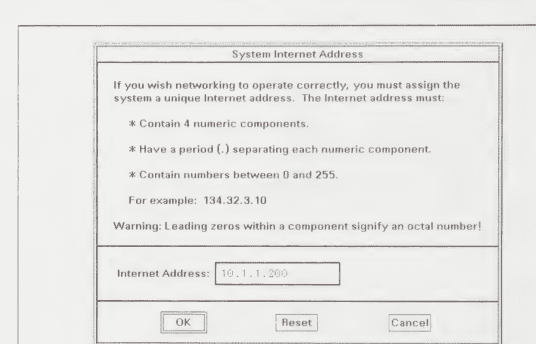 System Internet Address
If you wish networking to operate correctly, you must assign the
system a unique Internet address. The Internet address must:
* Contain 4 numeric components.
* Have a period (.) separating each numeric component.
* Contain numbers between 0 and 255.
For example: 134.32.3.10
Warning: Leading zeros within a component signify an octal number!
Internet Address: 10.1.1.200
OK Reset Cancel